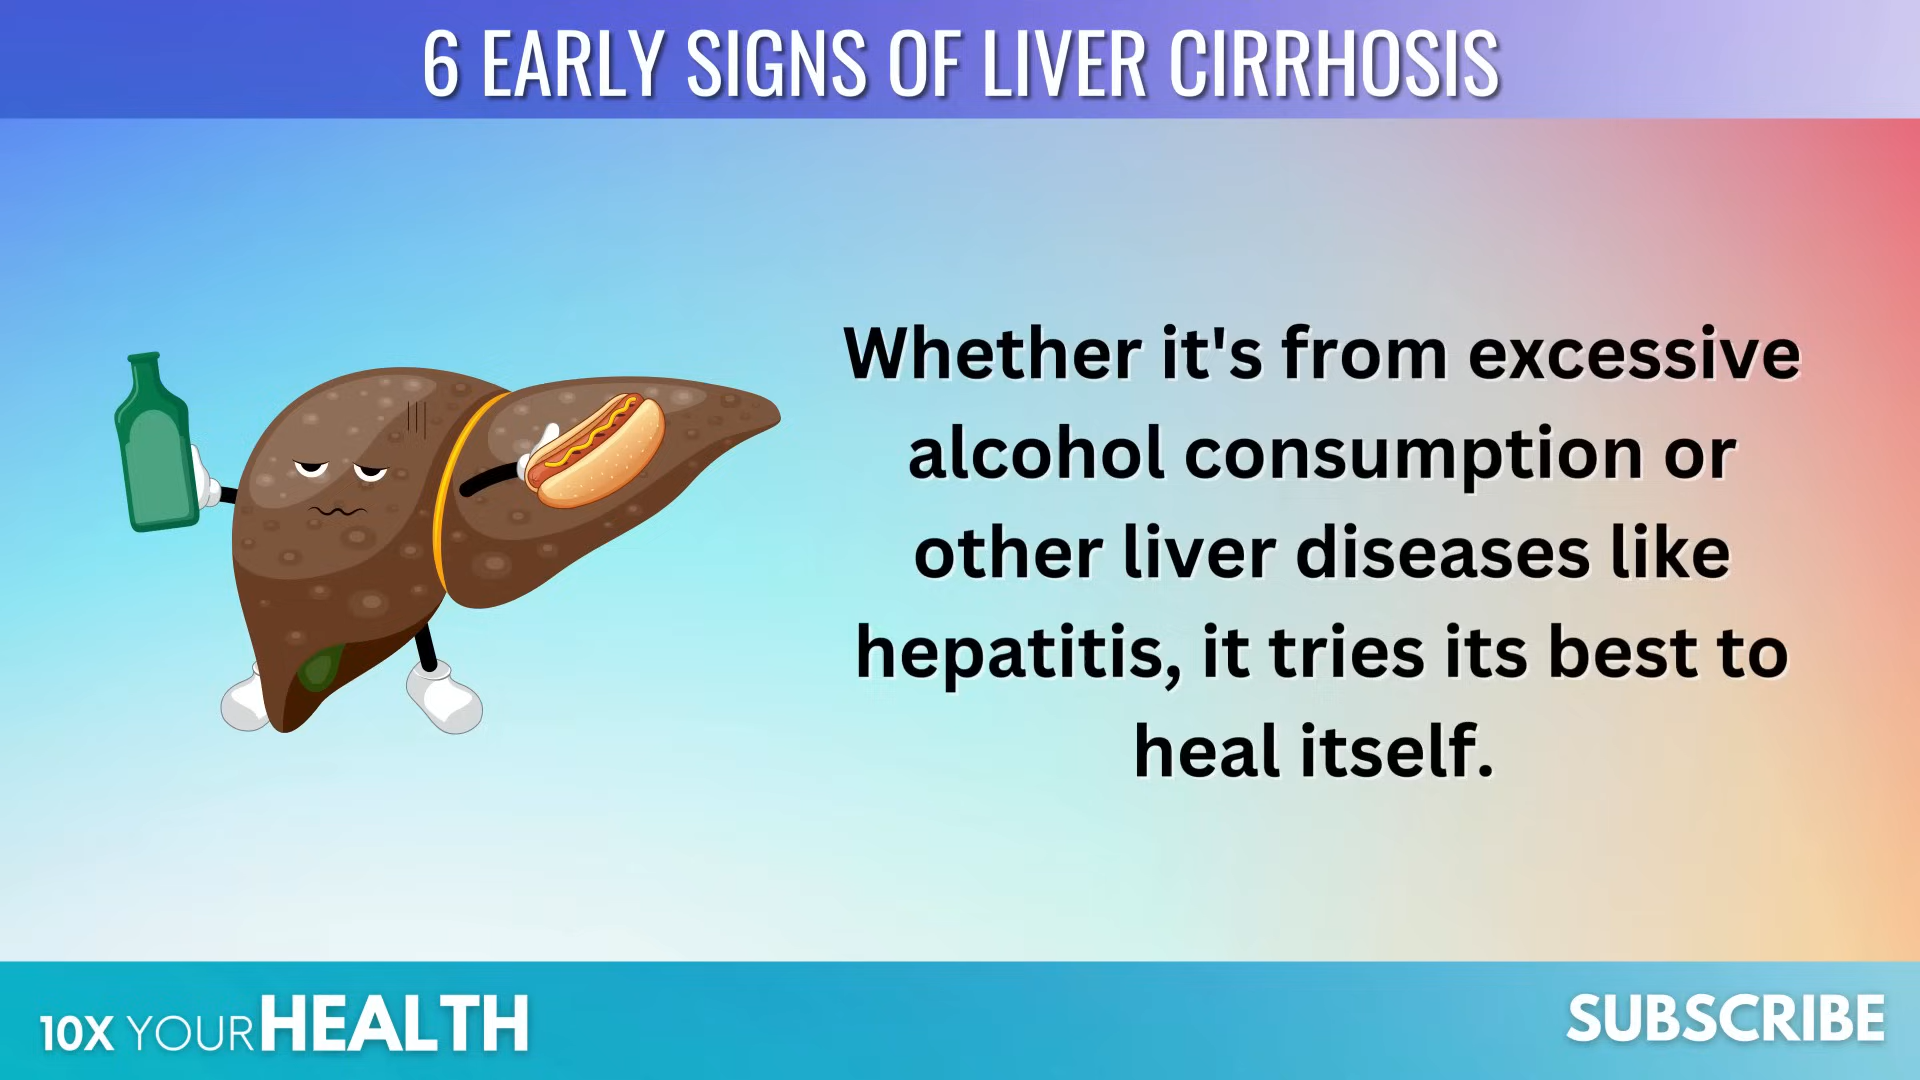 6 EARLY SIGNS OF LIVER CIRRHOSIS
Whether it's from excessive
alcohol consumption or
other liver diseases like
hepatitis, it tries its best to
heal itself.
10X YOUR HEALTH
SUBSCRIBE